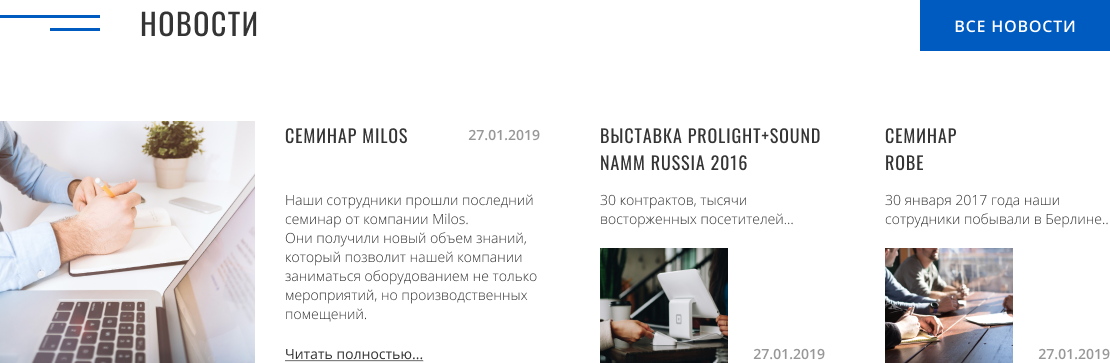 НОВОСТИ
ВСЕ НОВОСТИ
СЕМИНАР MILOS
27.01.2019
Наши сотрудники прошли последний
семинар от компании Milos.
Они получили новый объем знаний,
который позволит нашей компании
заниматься оборудованием не только
мероприятий, но производственных
помещений.
Читать полностью...
ВЫСТАВКА PROLIGHT+SOUND
NAMM RUSSIA 2016
30 контрактов, тысячи
восторженных посетителей...
27.01.2019
СЕМИНАР
ROBE
30 января 2017 года наши
сотрудники побывали в Берлине..
27.01.2019